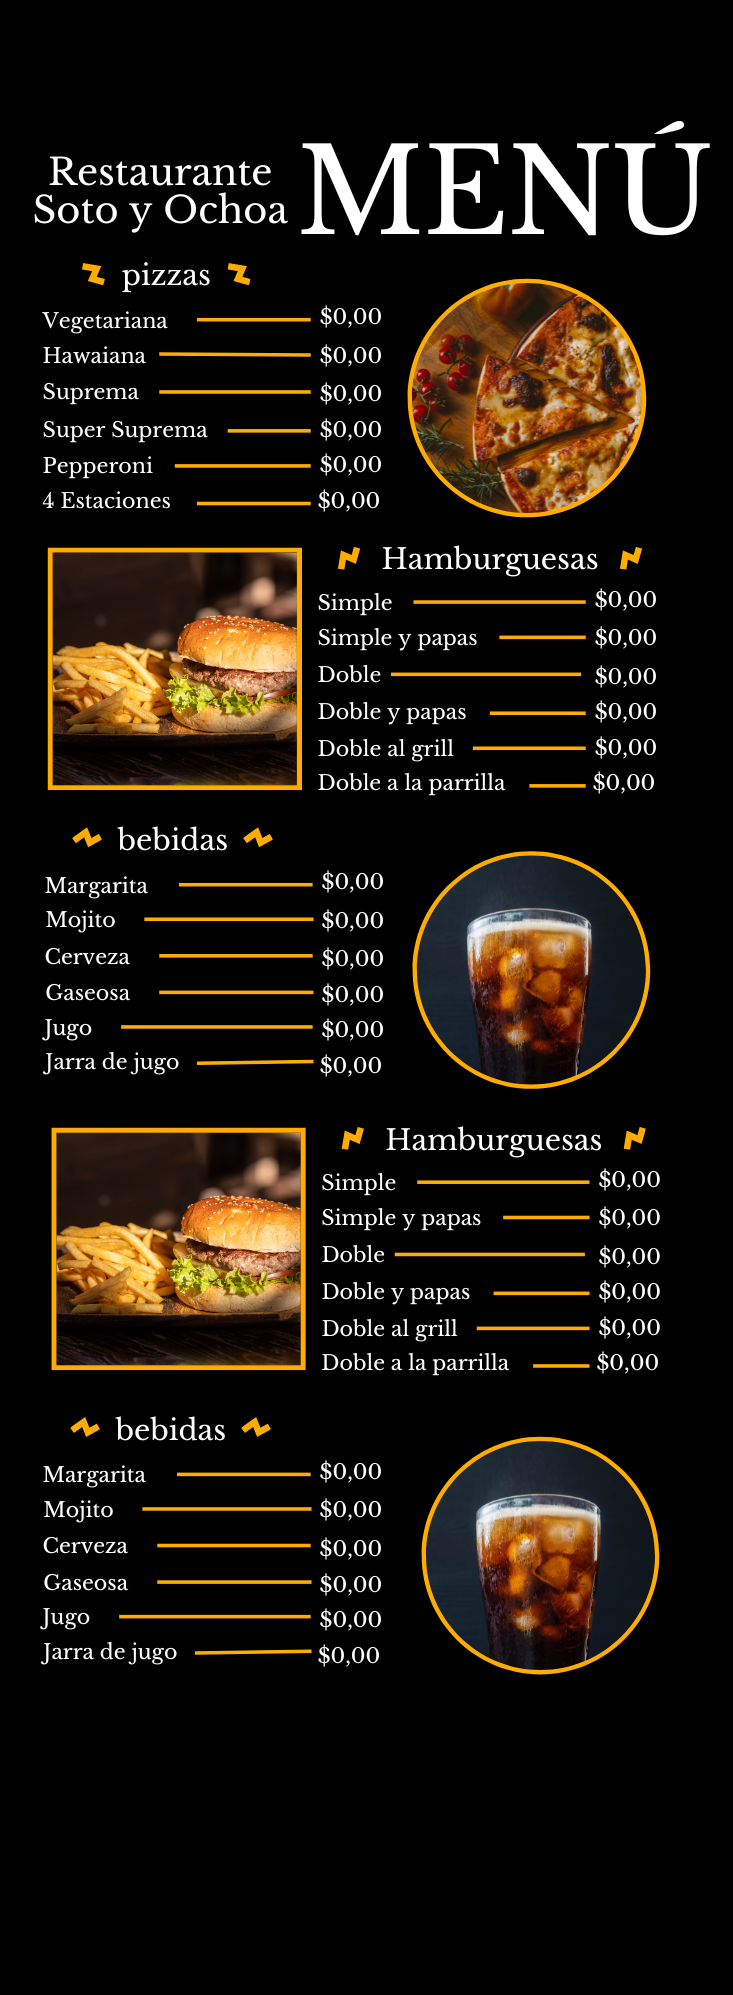 Restaurante
Soto y Ochoa
MENÚ
pizzas
Vegetariana $0,00
Hawaiana $0,00
Suprema $0,00
Super Suprema $0,00
Pepperoni $0,00
4 Estaciones $0,00
Hamburguesas
Simple $0,00
Simple y papas $0,00
Doble $0,00
Doble y papas $0,00
Doble al grill $0,00
Doble a la parrilla $0,00
bebidas
Margarita $0,00
Mojito $0,00
Cerveza $0,00
Gaseosa $0,00
Jugo $0,00
Jarra de jugo $0,00
Hamburguesas
Simple $0,00
Simple y papas $0,00
Doble $0,00
Doble y papas $0,00
Doble al grill $0,00
Doble a la parrilla $0,00
bebidas
Margarita $0,00
Mojito $0,00
Cerveza $0,00
Gaseosa $0,00
Jugo $0,00
Jarra de jugo $0,00